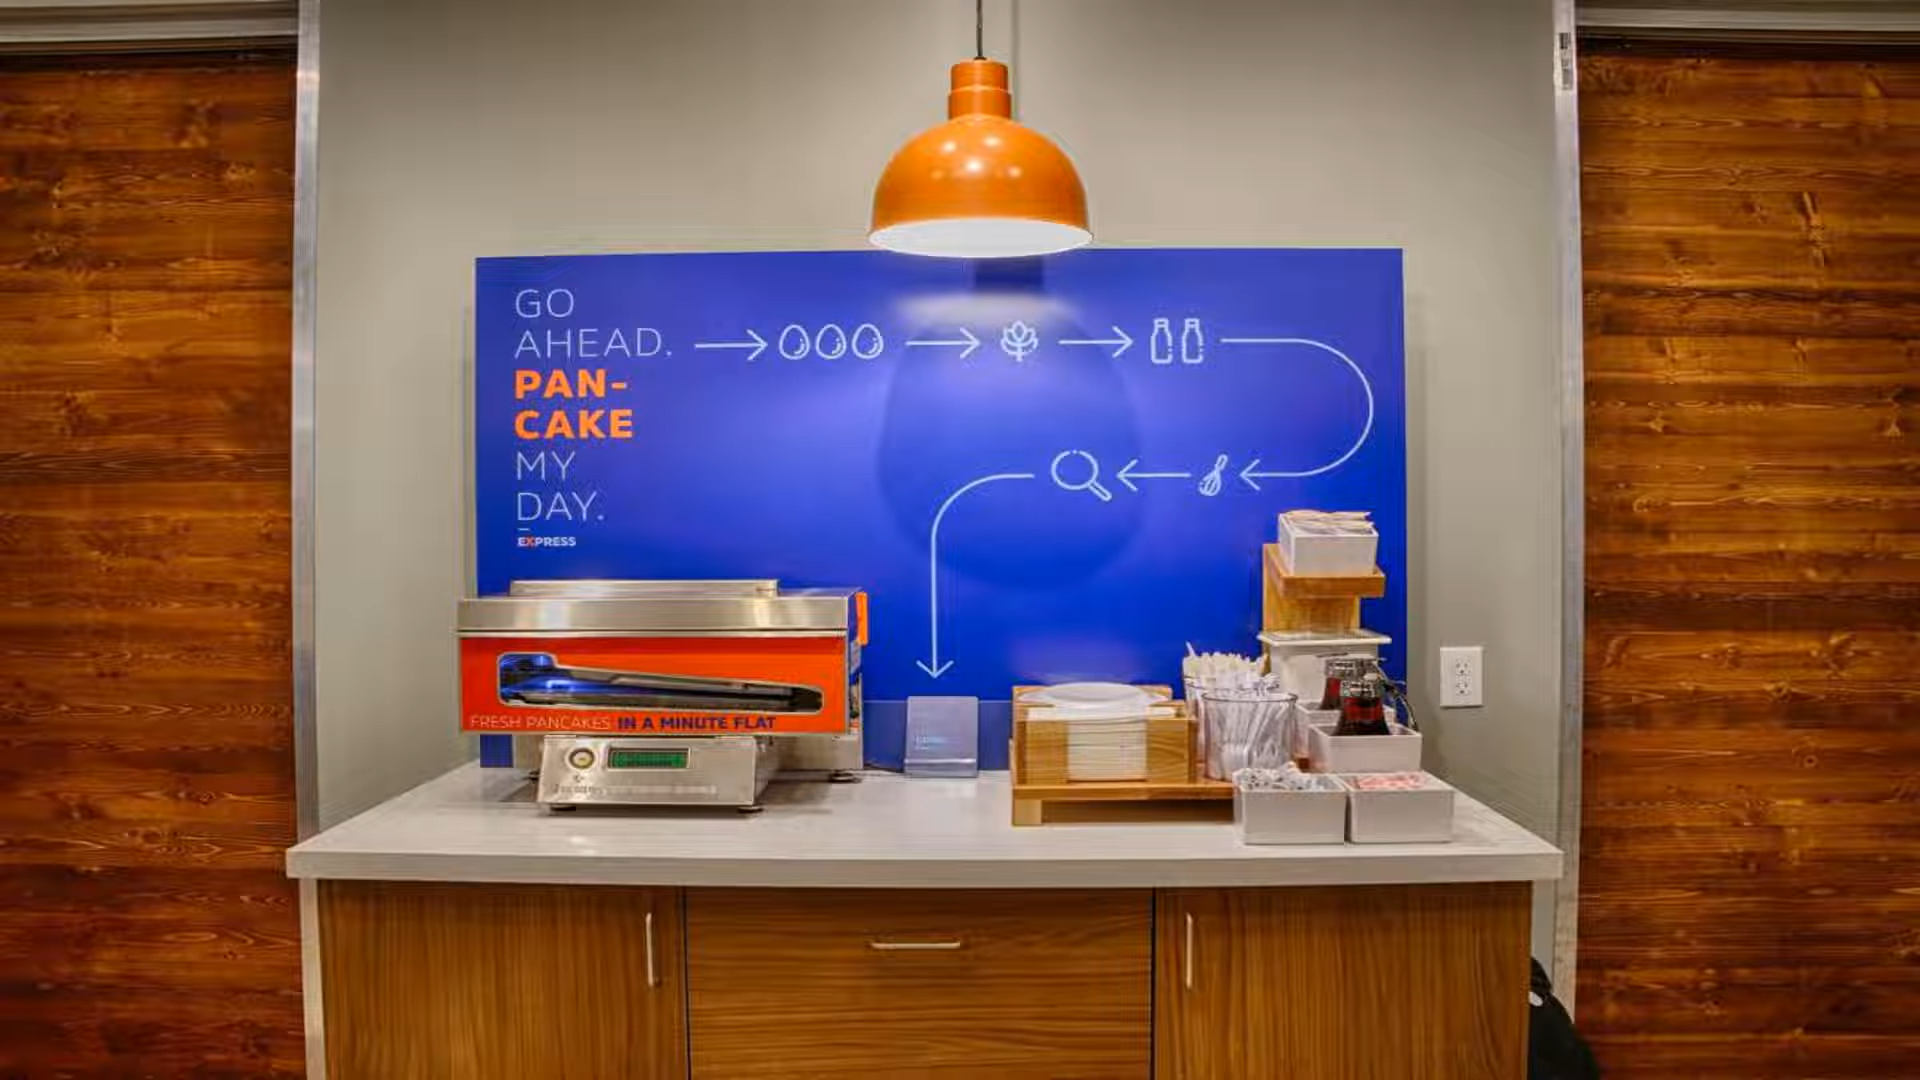 GO
AHEAD.
PAN-
CAKE
MY
DAY.
EXPRESS
FRESH PANCAKES IN A MINUTE FLAT